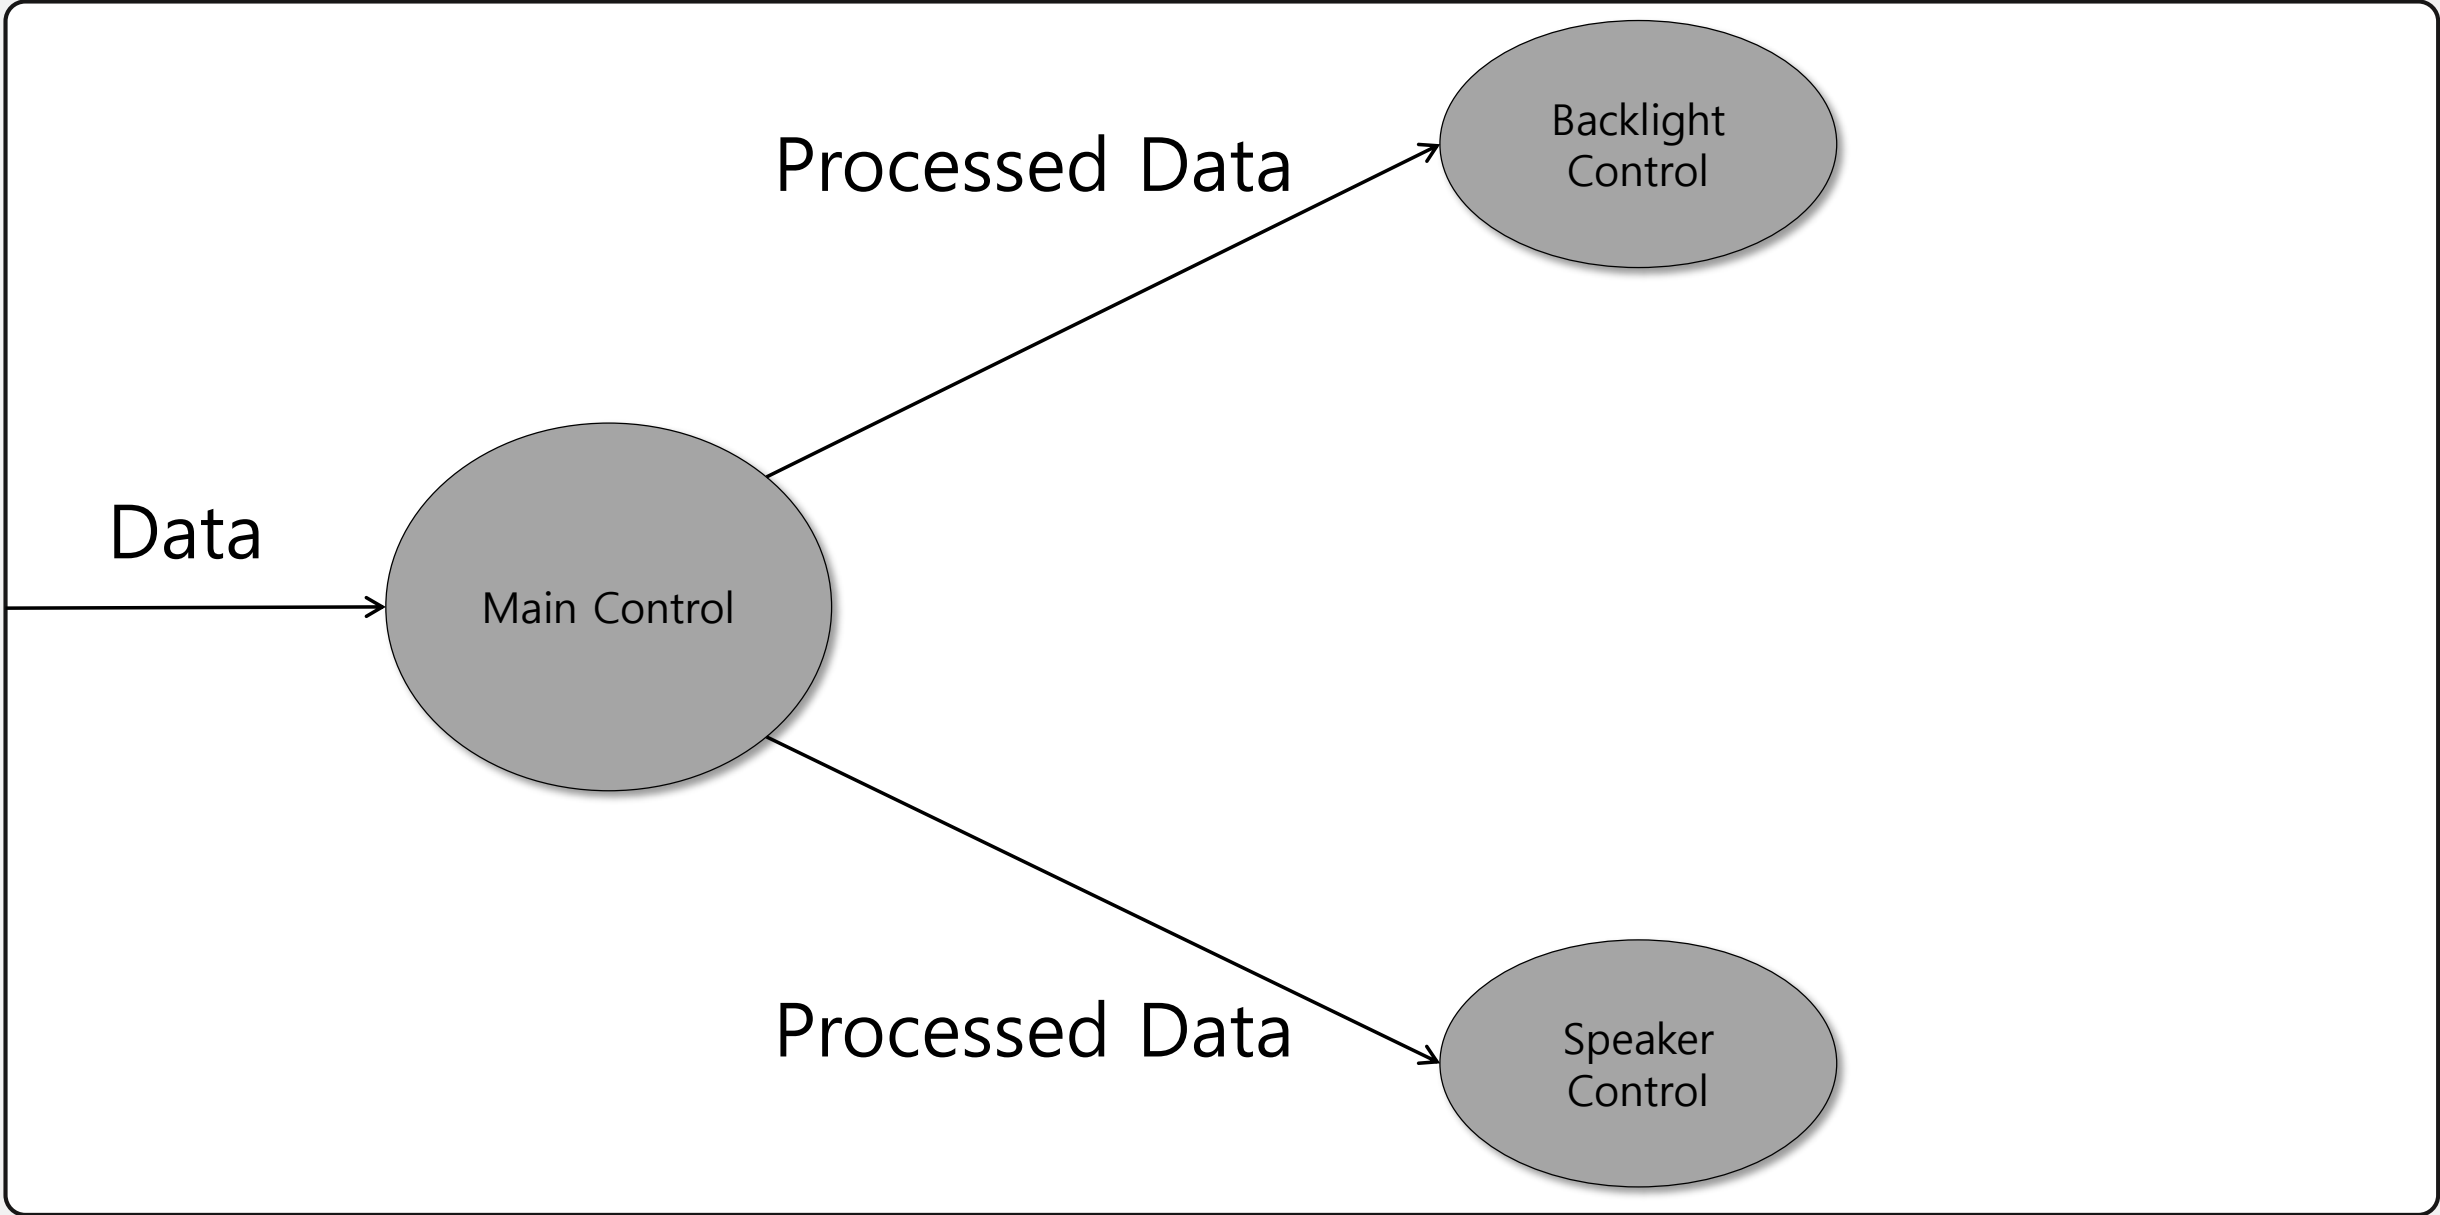 Backlight
Control
Processed Data
Data
Main Control
Processed Data
Speaker
Control